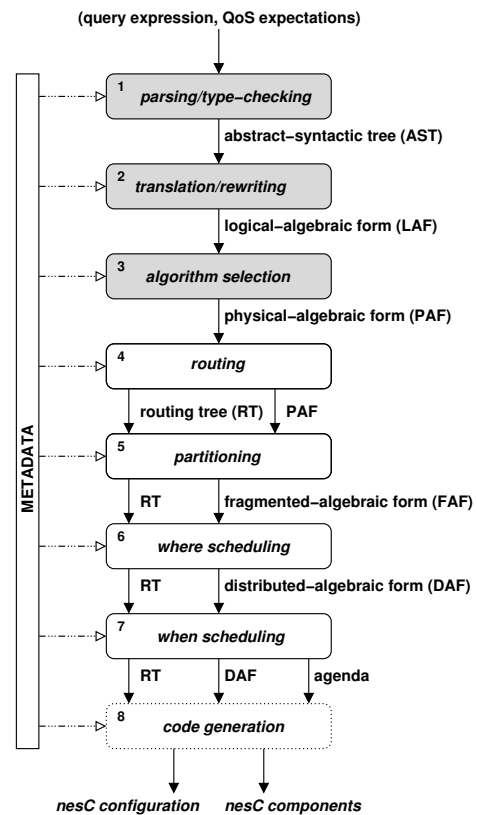 (query expression, QoS expectations)
1
parsing/type−checking
abstract−syntactic tree (AST)
2
translation/rewriting
logical−algebraic form (LAF)
3
algorithm selection
physical−algebraic form (PAF)
4
routing
routing tree (RT) PAF
METADATA
5
partitioning
RT fragmented−algebraic form (FAF)
6
where scheduling
RT distributed−algebraic form (DAF)
7
when scheduling
RT DAF agenda
8
code generation
nesC configuration nesC components